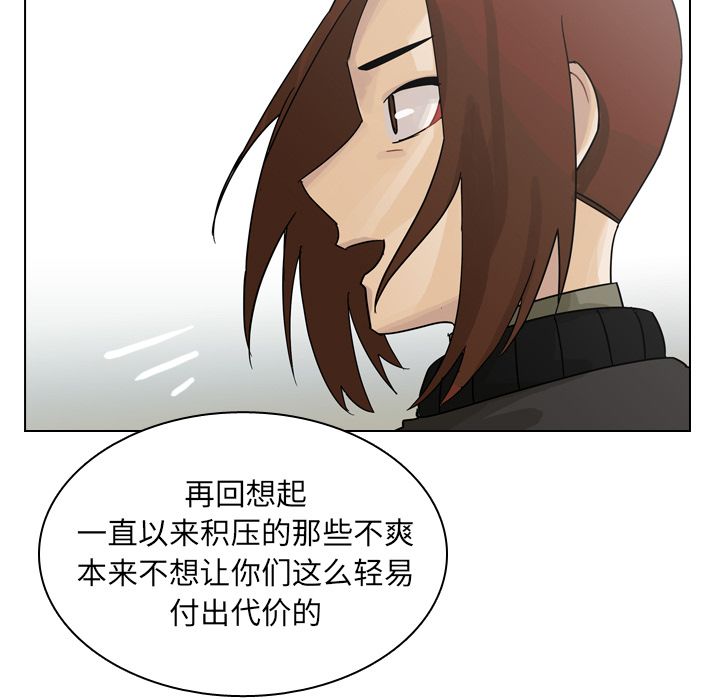 再回想起
一直以来积压的那些不爽
本来不想让你们这么轻易
付出代价的